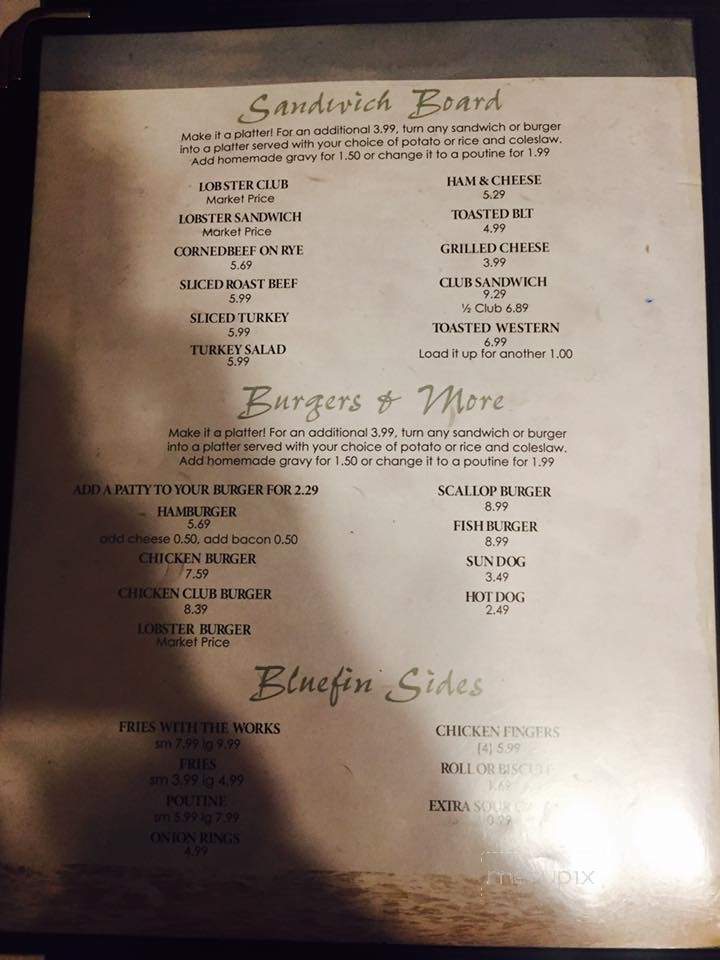 Sandwich Board
Make it a platter! For an additional 3.99, turn any sandwich or burger
into a platter served with your choice of potato or rice and coleslaw.
Add homemade gravy for 1.50 or change it to a poutine for 1.99
LOBSTER CLUB
Market Price
LOBSTER SANDWICH
Market Price
CORNEDBEEF ON RYE
5.69
SLICED ROAST BEEF
5.99
SLICED TURKEY
5.99
TURKEY SALAD
5.99
HAM & CHEESE
5.29
TOASTED BLT
4.99
GRILLED CHEESE
3.99
CLUB SANDWICH
9.29
½ Club 6.89
TOASTED WESTERN
6.99
Load it up for another 1.00
Burgers & More
Make it a platter! For an additional 3.99, turn any sandwich or burger
into a platter served with your choice of potato or rice and coleslaw.
Add homemade gravy for 1.50 or change it to a poutine for 1.99
ADD A PATTY TO YOUR BURGER FOR 2.29
HAMBURGER
5.69
add cheese 0.50, add bacon 0.50
CHICKEN BURGER
7.59
CHICKEN CLUB BURGER
8.39
LOBSTER BURGER
Market Price
SCALLOP BURGER
8.99
FISH BURGER
8.99
SUN DOG
3.49
HOT DOG
2.49
Bluefin Sides
FRIES WITH THE WORKS
sm 7.99 lg 9.99
FRIES
sm 3.99 lg 4.99
POUTINE
sm 5.99 lg 7.99
ONION RINGS
4.99
CHICKEN FINGERS
(4) 5.99
ROLL OR
EXTRA SOUR
0.99
menupix